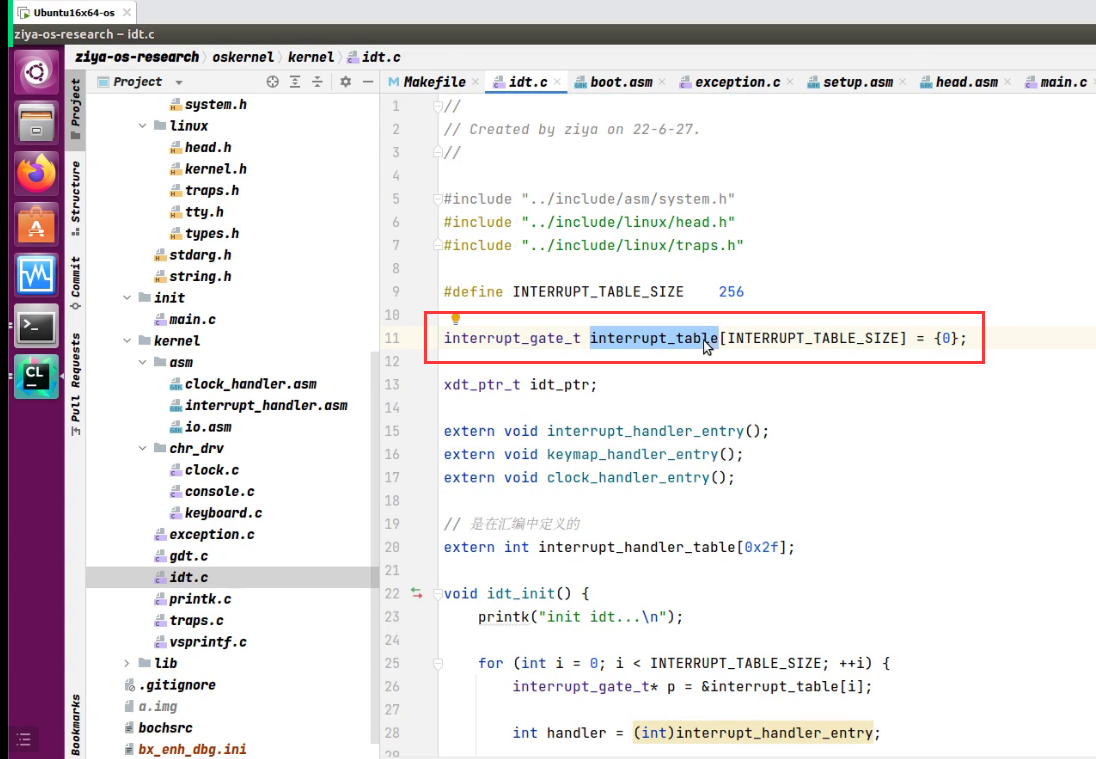 Ubuntu16x64-os
ziya-os-research – idt.c
ziya-os-research oskernel kernel idt.c
Project
Makefile idt.c boot.asm exception.c setup.asm head.asm main.c
Project
Structure
Commit
Pull Requests
Bookmarks
system.h
linux
head.h
kernel.h
traps.h
tty.h
types.h
stdarg.h
string.h
init
main.c
kernel
asm
clock_handler.asm
interrupt_handler.asm
io.asm
chr_drv
clock.c
console.c
keyboard.c
exception.c
gdt.c
idt.c
printk.c
traps.c
vsprintf.c
lib
.gitignore
a.img
bochsrc
bx_enh_dbg.ini
1 //
2 // Created by ziya on 22-6-27.
3 //
4
5 #include "../include/asm/system.h"
6 #include "../include/linux/head.h"
7 #include "../include/linux/traps.h"
8
9 #define INTERRUPT_TABLE_SIZE 256
10
11 interrupt_gate_t interrupt_table[INTERRUPT_TABLE_SIZE] = {0};
12
13 xdt_ptr_t idt_ptr;
14
15 extern void interrupt_handler_entry();
16 extern void keymap_handler_entry();
17 extern void clock_handler_entry();
18
19 // 是在汇编中定义的
20 extern int interrupt_handler_table[0x2f];
21
22 void idt_init() {
23 printk("init idt...\n");
24
25 for (int i = 0; i < INTERRUPT_TABLE_SIZE; ++i) {
26 interrupt_gate_t* p = &interrupt_table[i];
27
28 int handler = (int)interrupt_handler_entry;
29